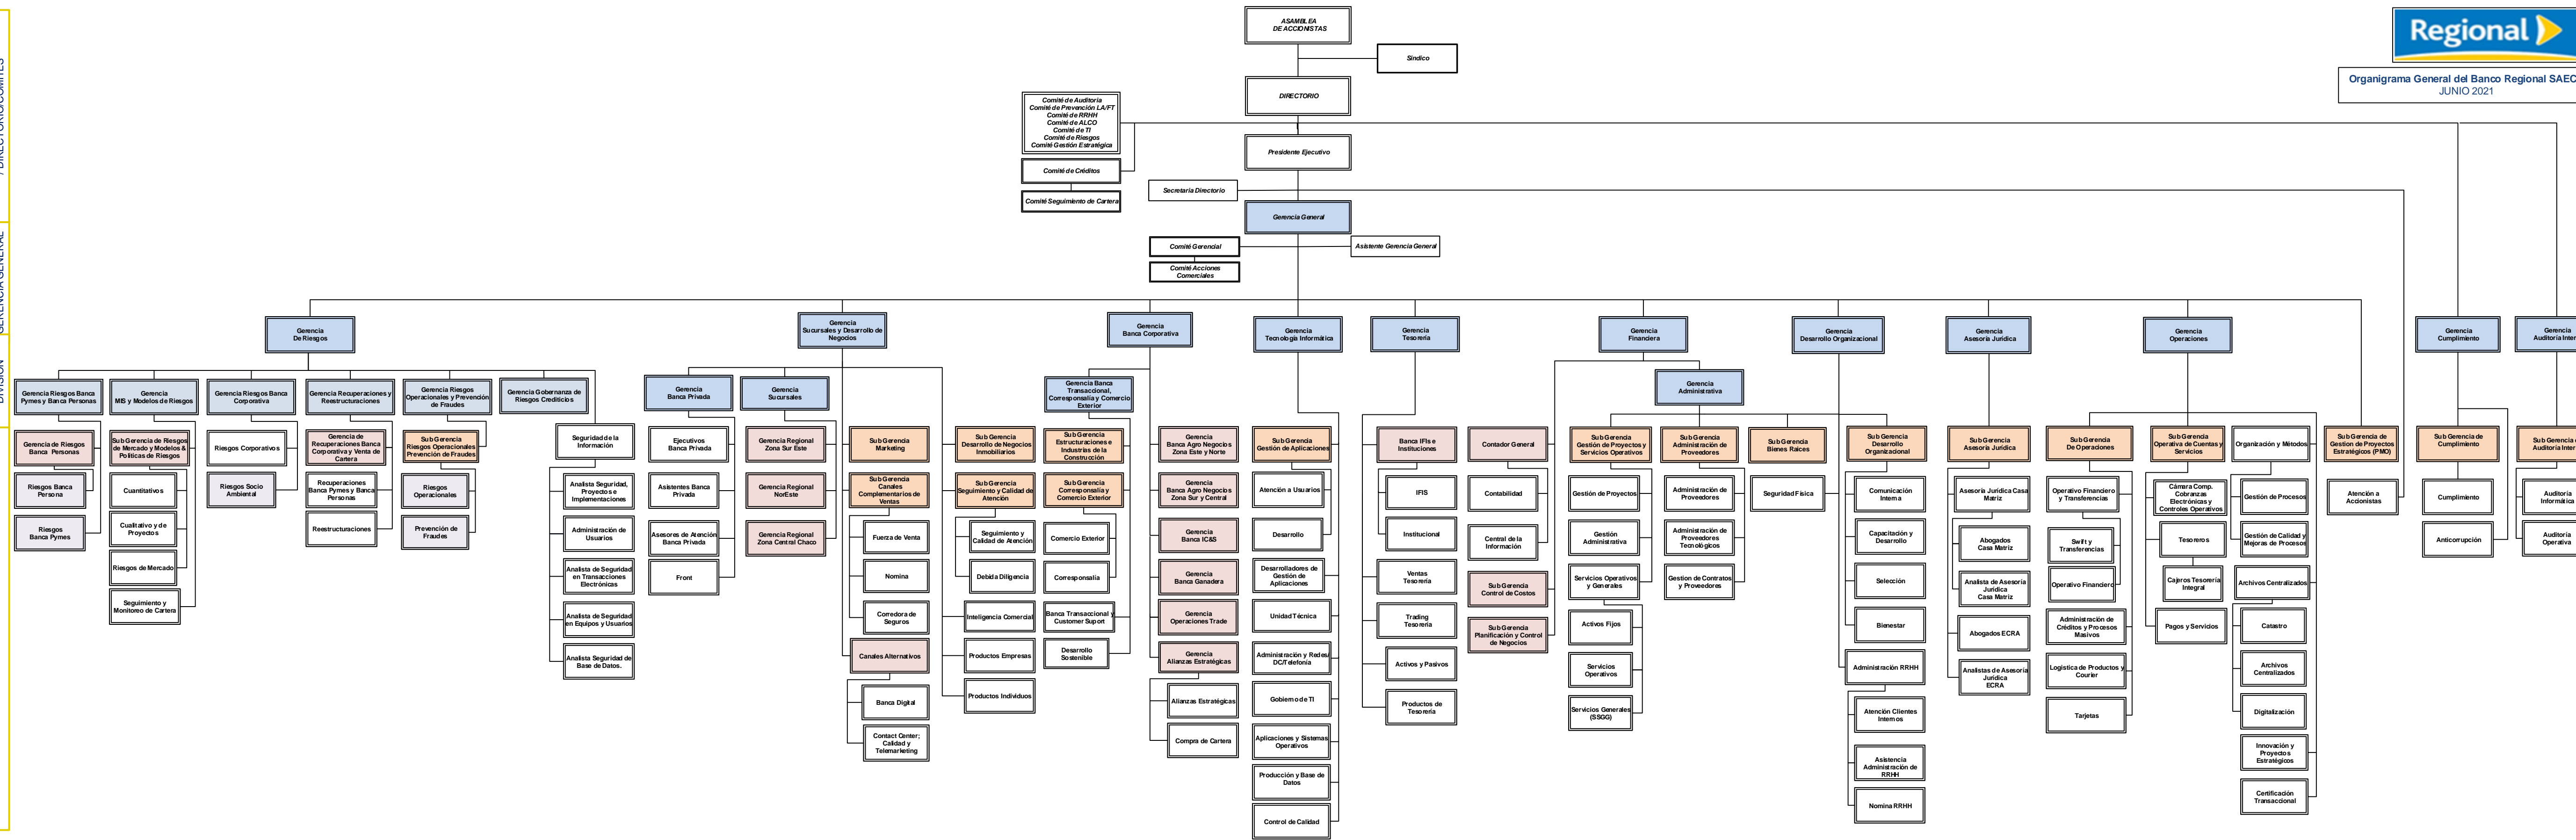 ASAMBLEA
DE ACCIONISTAS
Síndico
Regional
Organigrama General del Banco Regional SAEC
JUNIO 2021
DIRECTORIO
Comité de Auditoría
Comité de Prevención LA/FT
Comité de RRHH
Comité de ALCO
Comité de TI
Comité de Riesgos
Comité Gestión Estratégica
Presidente Ejecutivo
Comité de Créditos
Comité Seguimiento de Cartera
Secretaría Directorio
Gerencia General
Comité Gerencial
Asistente Gerencia General
Comité Acciones
Comerciales
/ DIRECTORIO/COMITES
GERENCIA GENERAL
DIVISIÓN
Gerencia
De Riesgos
Gerencia
Sucursales y Desarrollo de
Negocios
Gerencia
Banca Corporativa
Gerencia
Tecnología Informática
Gerencia
Tesorería
Gerencia
Financiera
Gerencia
Desarrollo Organizacional
Gerencia
Asesoría Jurídica
Gerencia
Operaciones
Gerencia
Cumplimiento
Gerencia
Auditoría Inter
Gerencia Riesgos Banca
Pymes y Banca Personas
Gerencia
MIS y Modelos de Riesgos
Gerencia Riesgos Banca
Corporativa
Gerencia Recuperaciones y
Reestructuraciones
Gerencia Riesgos
Operacionales y Prevención
de Fraudes
Gerencia Gobernanza de
Riesgos Crediticios
Gerencia
Banca Privada
Gerencia
Sucursales
Gerencia Banca
Transaccional,
Corresponsalía y Comercio
Exterior
Gerencia
Administrativa
Gerencia de Riesgos
Banca Personas
Riesgos Banca
Persona
Riesgos
Banca Pymes
Sub Gerencia de Riesgos
de Mercado y Modelos &
Políticas de Riesgos
Cuantitativos
Cualitativo y de
Proyectos
Riesgos de Mercado
Seguimiento y
Monitoreo de Cartera
Riesgos Corporativos
Riesgos Socio
Ambiental
Gerencia de
Recuperaciones Banca
Corporativa y Venta de
Cartera
Recuperaciones
Banca Pymes y Banca
Personas
Reestructuraciones
Sub Gerencia
Riesgos Operacionales y
Prevención de Fraudes
Riesgos
Operacionales
Prevención de
Fraudes
Seguridad de la
Información
Analista Seguridad,
Proyectos e
Implementaciones
Administración de
Usuarios
Analista de Seguridad
en Transacciones
Electrónicas
Analista de Seguridad
en Equipos y Usuarios
Analista Seguridad de
Base de Datos.
Ejecutivos
Banca Privada
Asistentes Banca
Privada
Asesores de Atención
Banca Privada
Front
Gerencia Regional
Zona Sur Este
Gerencia Regional
NorEste
Gerencia Regional
Zona Central Chaco
Sub Gerencia
Marketing
Sub Gerencia
Canales
Complementarios de
Ventas
Fuerza de Venta
Nomina
Corredora de
Seguros
Canales Alternativos
Banca Digital
Contact Center;
Calidad y
Telemarketing
Sub Gerencia
Desarrollo de Negocios
Inmobiliarios
Sub Gerencia
Seguimiento y Calidad de
Atención
Seguimiento y
Calidad de Atención
Debida Diligencia
Inteligencia Comercial
Productos Empresas
Productos Individuos
Sub Gerencia
Estructuraciones e
Industrias de la
Construcción
Sub Gerencia
Corresponsalía y
Comercio Exterior
Comercio Exterior
Corresponsalía
Banca Transaccional y
Customer Suport
Desarrollo
Sostenible
Gerencia
Banca Agro Negocios
Zona Este y Norte
Gerencia
Banca Agro Negocios
Zona Sur y Central
Gerencia
Banca IC&S
Gerencia
Banca Ganadera
Gerencia
Operaciones Trade
Gerencia
Alianzas Estratégicas
Alianzas Estratégicas
Compra de Cartera
Sub Gerencia
Gestión de Aplicaciones
Atención a Usuarios
Desarrollo
Desarrolladores de
Gestión de
Aplicaciones
Unidad Técnica
Administración y Redes/
DC/Telefonía
Gobierno de TI
Aplicaciones y Sistemas
Operativos
Producción y Base de
Datos
Control de Calidad
Banca IFIs e
Instituciones
IFIS
Institucional
Ventas
Tesorería
Trading
Tesorería
Activos y Pasivos
Productos de
Tesorería
Contador General
Contabilidad
Central de la
Información
Sub Gerencia
Control de Costos
Sub Gerencia
Planificación y Control
de Negocios
Sub Gerencia
Gestión de Proyectos y
Servicios Operativos
Gestión de Proyectos
Gestión
Administrativa
Servicios Operativos
y Generales
Activos Fijos
Servicios
Operativos
Servicios Generales
(SSGG)
Sub Gerencia
Administración de
Proveedores
Administración de
Proveedores
Administración de
Proveedores
Tecnológicos
Gestion de Contratos
y Proveedores
Sub Gerencia
Bienes Raíces
Seguridad Física
Sub Gerencia
Desarrollo
Organizacional
Comunicación
Interna
Capacitación y
Desarrollo
Selección
Bienestar
Administración RRHH
Atención Clientes
Internos
Asistencia
Administración de
RRHH
Nomina RRHH
Sub Gerencia
Asesoría Jurídica
Asesoría Jurídica Casa
Matriz
Abogados
Casa Matriz
Analista de Asesoría
Jurídica
Casa Matriz
Abogados ECRA
Analistas de Asesoría
Jurídica
ECRA
Sub Gerencia
De Operaciones
Operativo Financiero
y Transferencias
Swift y
Transferencias
Operativo Financiero
Administración de
Créditos y Procesos
Masivos
Logística de Productos y
Courier
Tarjetas
Sub Gerencia
Operativa de Cuentas y
Servicios
Cámara Comp.
Cobranzas
Electrónicas y
Controles Operativos
Tesoreros
Cajeros Tesorería
Integral
Pagos y Servicios
Organización y Métodos
Gestión de Procesos
Gestión de Calidad y
Mejoras de Procesos
Archivos Centralizados
Catastro
Archivos
Centralizados
Digitalización
Innovación y
Proyectos
Estratégicos
Certificación
Transaccional
Sub Gerencia de
Gestion de Proyectos
Estratégicos (PMO)
Atención a
Accionistas
Sub Gerencia de
Cumplimiento
Cumplimiento
Anticorrupción
Sub Gerencia
Auditoría Inter
Auditoría
Informática
Auditoría
Operativa